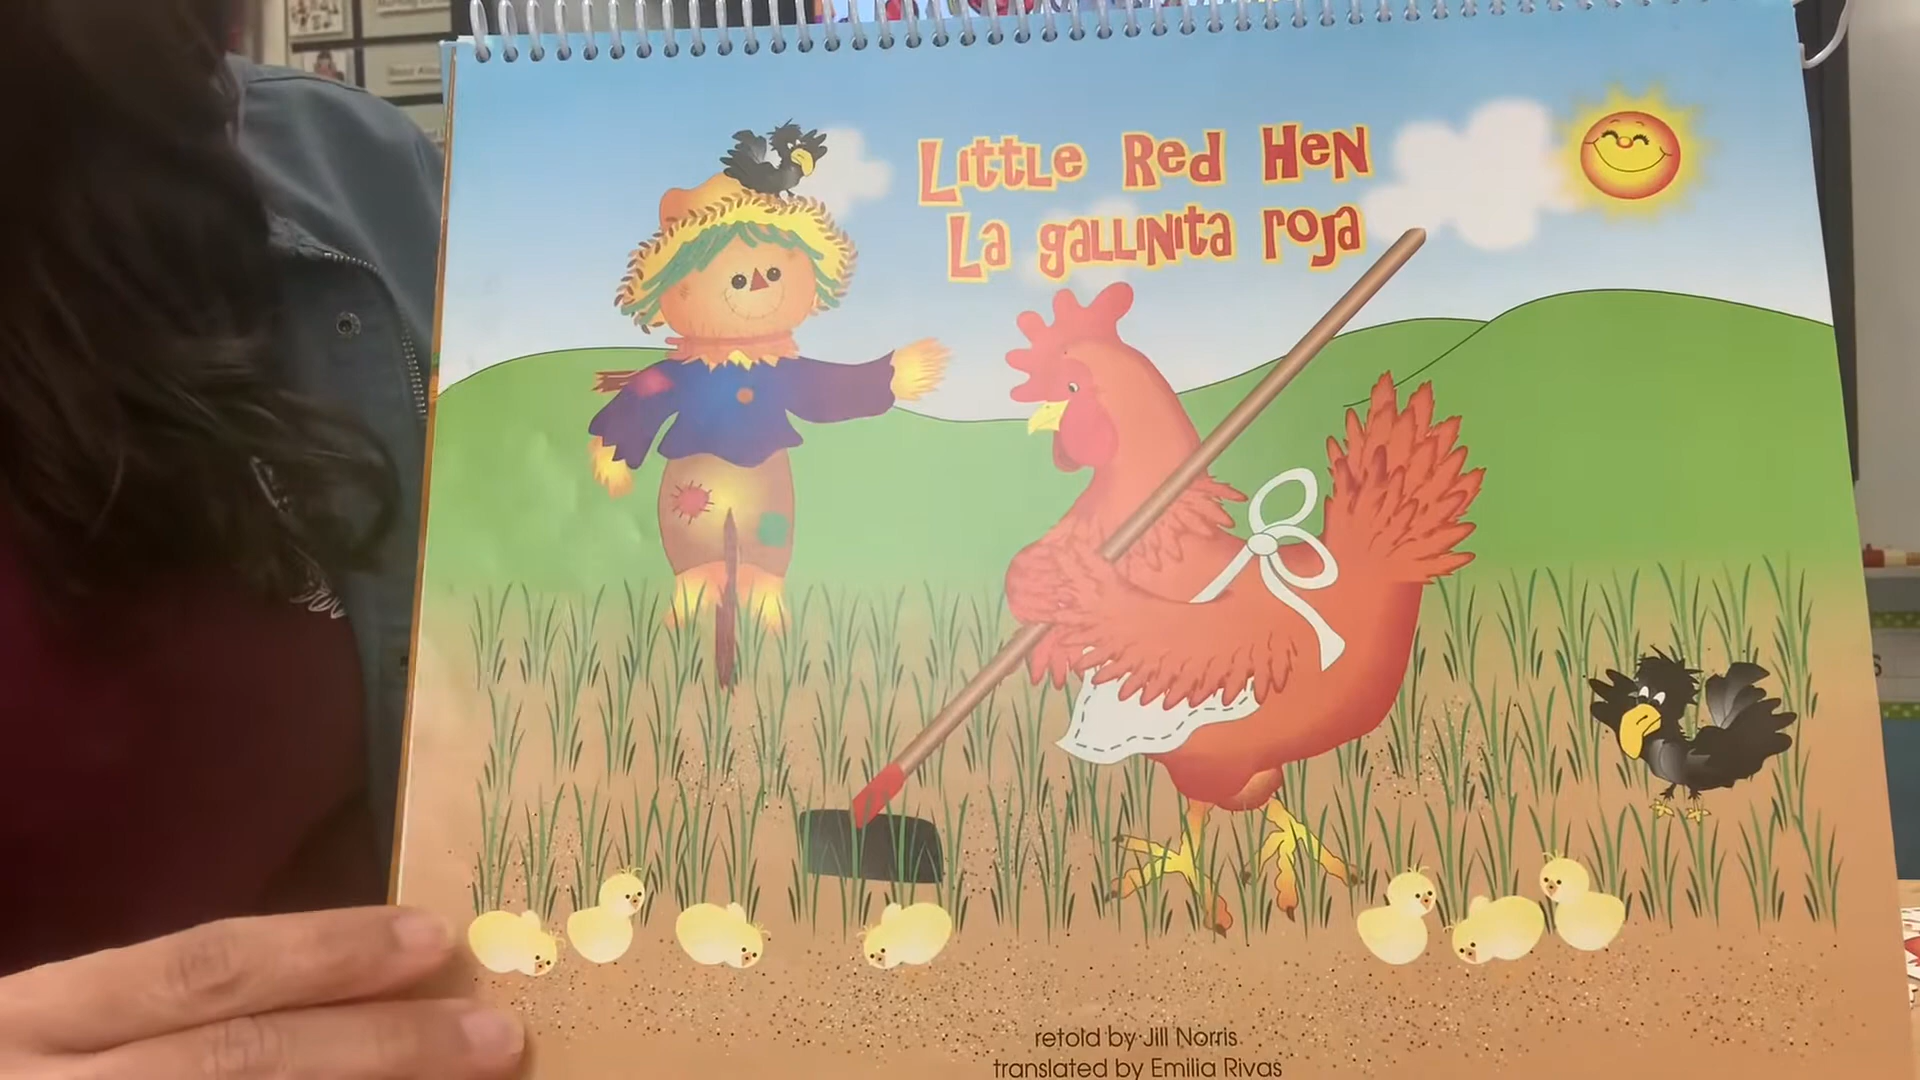 Little Red Hen
La gallinita roja
retold by Jill Norris
translated by Emilia Rivas